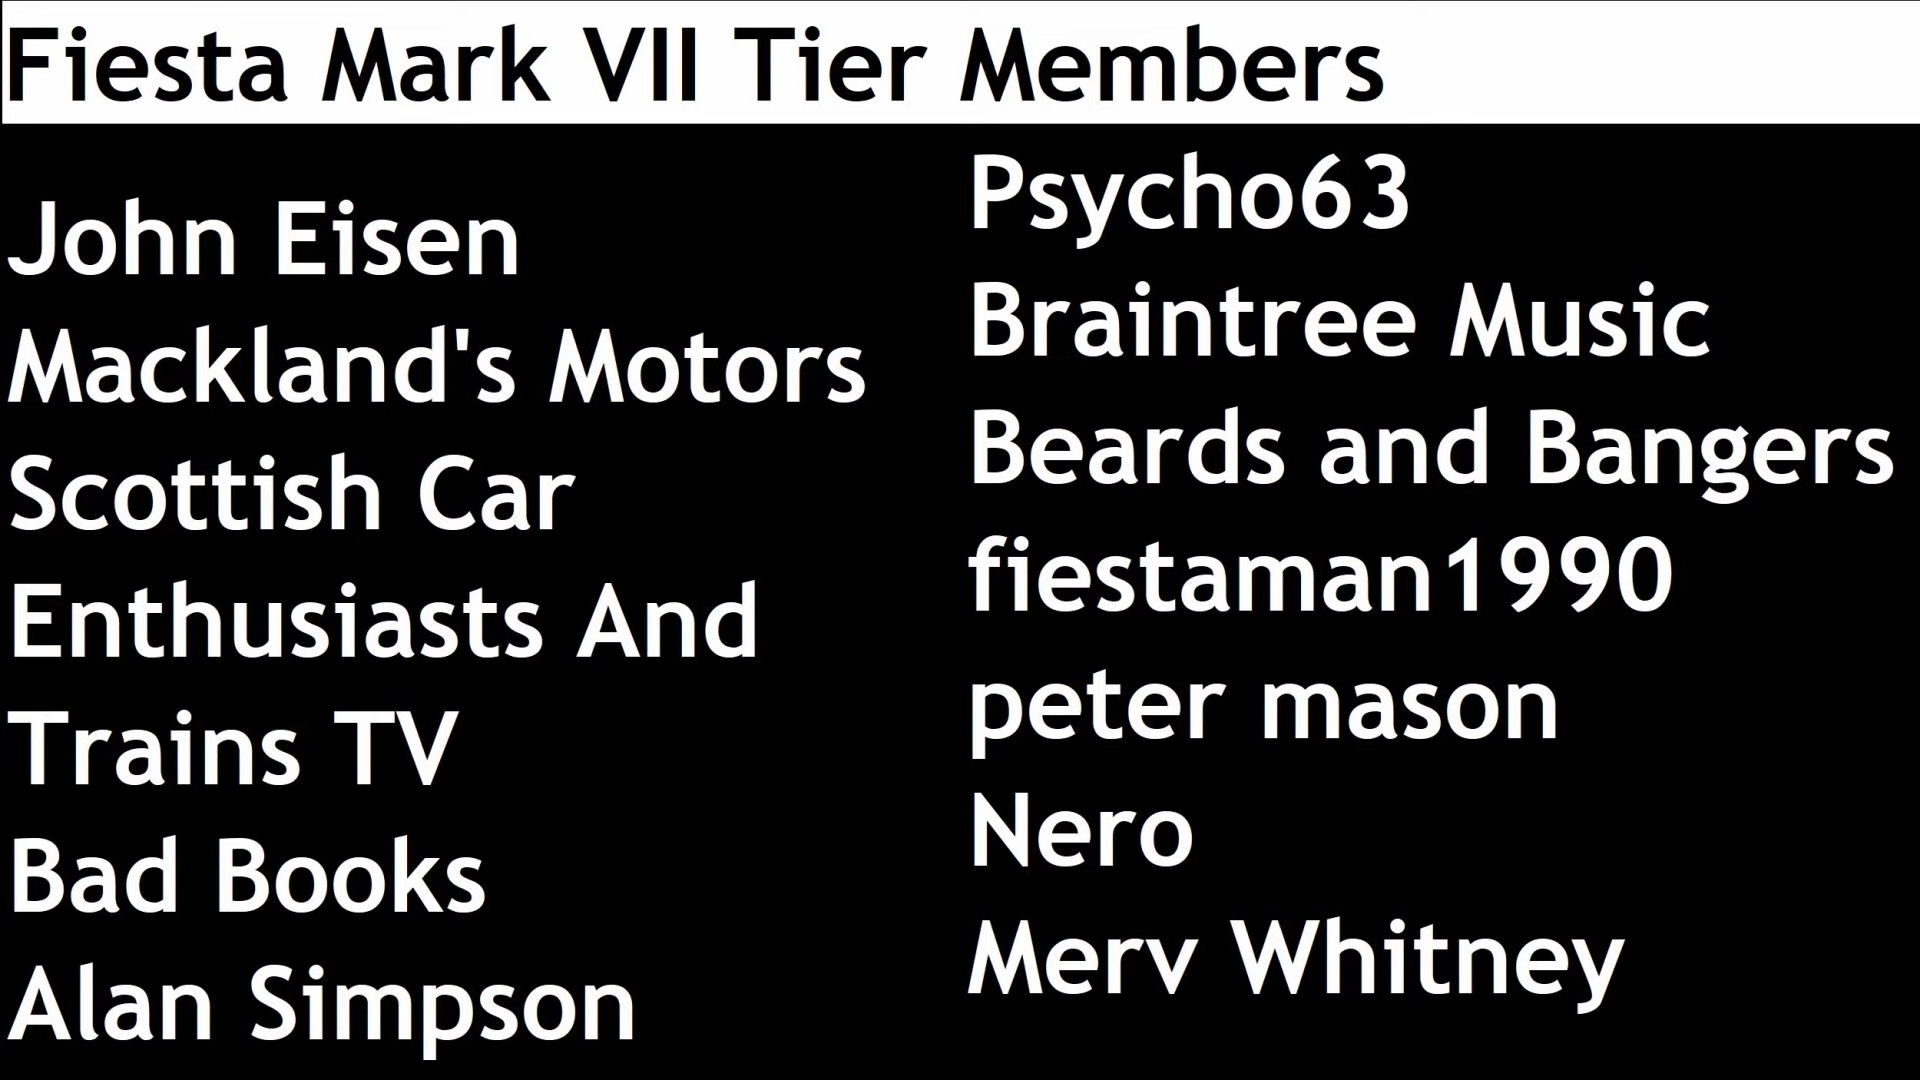 Fiesta Mark VII Tier Members
John Eisen
Mackland's Motors
Scottish Car
Enthusiasts And
Trains TV
Bad Books
Alan Simpson
Psycho63
Braintree Music
Beards and Bangers
fiestaman1990
peter mason
Nero
Merv Whitney